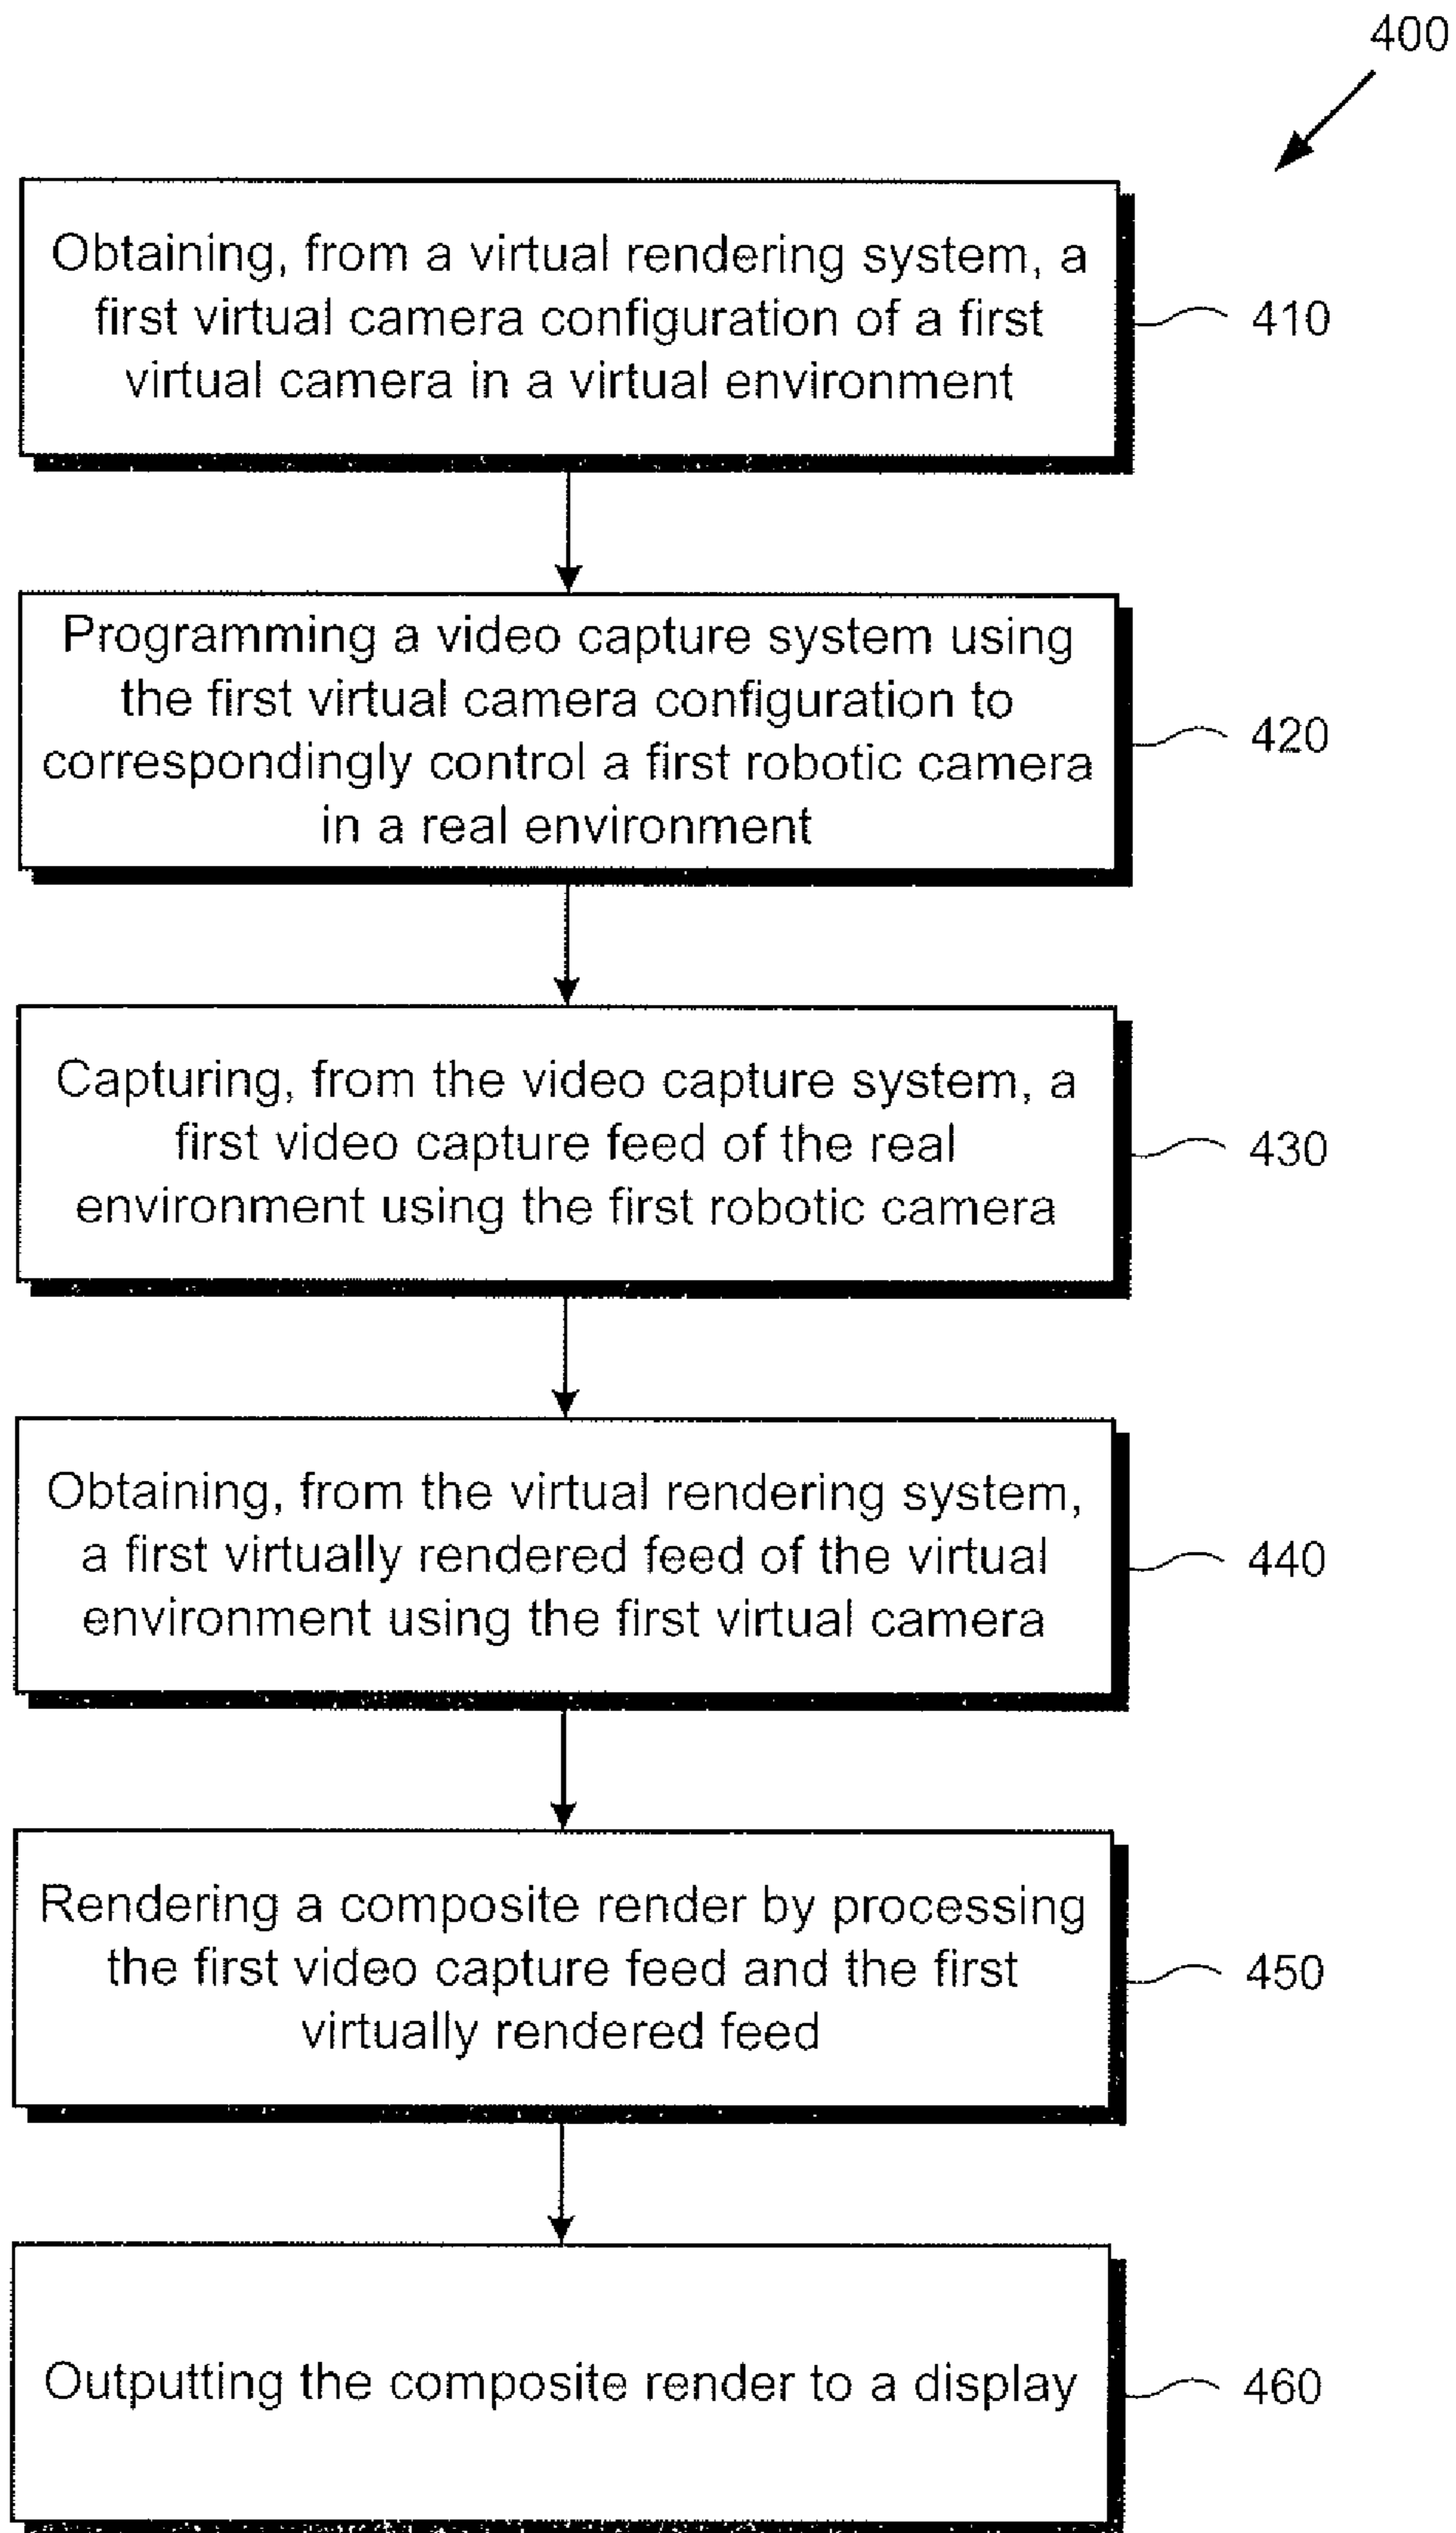 400
Obtaining, from a virtual rendering system, a
first virtual camera configuration of a first
virtual camera in a virtual environment
410
Programming a video capture system using
the first virtual camera configuration to
correspondingly control a first robotic camera
in a real environment
420
Capturing, from the video capture system, a
first video capture feed of the real
environment using the first robotic camera
430
Obtaining, from the virtual rendering system,
a first virtually rendered feed of the virtual
environment using the first virtual camera
440
Rendering a composite render by processing
the first video capture feed and the first
virtually rendered feed
450
Outputting the composite render to a display
460